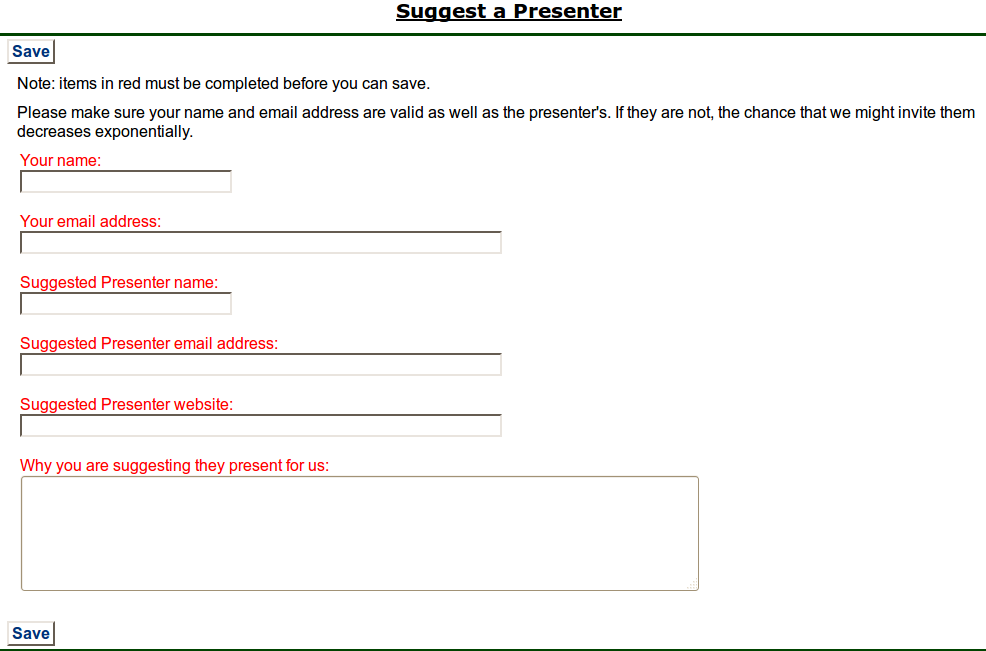 Suggest a Presenter
Save
Note: items in red must be completed before you can save.
Please make sure your name and email address are valid as well as the presenter's. If they are not, the chance that we might invite them
decreases exponentially.
Your name:
Your email address:
Suggested Presenter name:
Suggested Presenter email address:
Suggested Presenter website:
Why you are suggesting they present for us:
Save